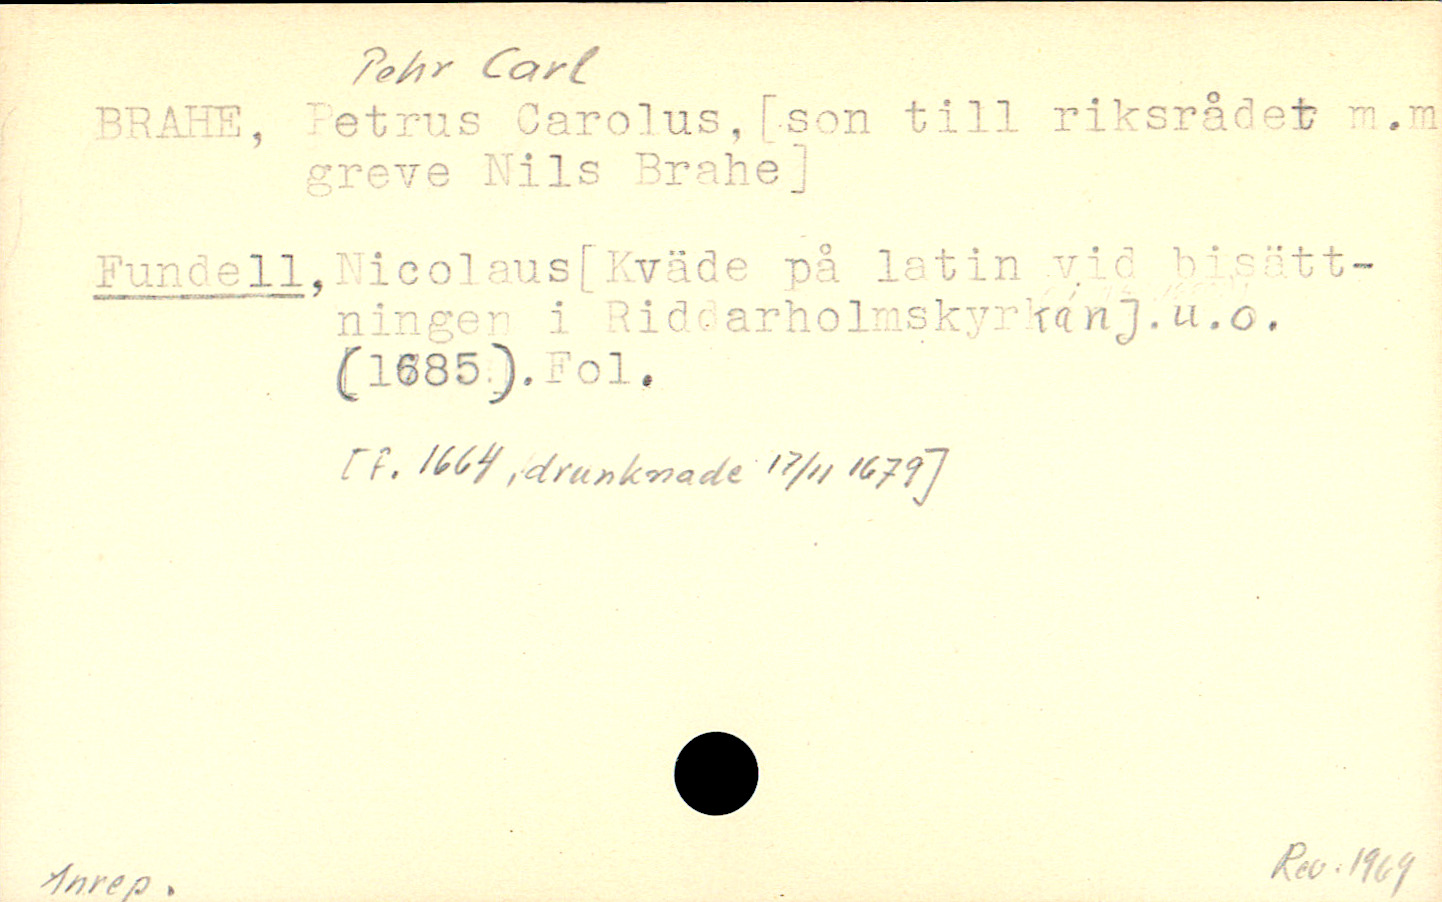 Pehr Carl
BRAHE, Petrus Carolus,[son till riksrådet m.m
greve Nils Brahe]
Fundell, Nicolaus[Kväde på latin vid bisätt-
ningen i Riddarholmskyrkan].u.o.
(1685).Fol.
[f. 1664, drunknade 17/11 1679]
Inrep.
Rev. 1969